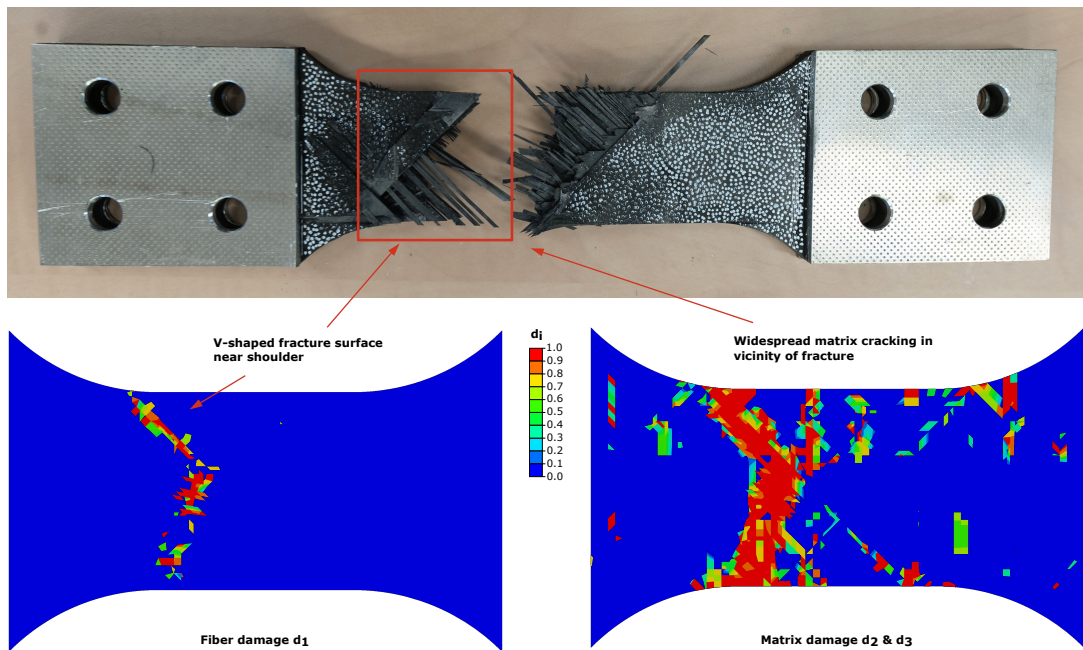 V-shaped fracture surface
near shoulder
dᵢ
1.0
0.9
0.8
0.7
0.6
0.5
0.4
0.3
0.2
0.1
0.0
Widespread matrix cracking in
vicinity of fracture
Fiber damage d₁
Matrix damage d₂ & d₃